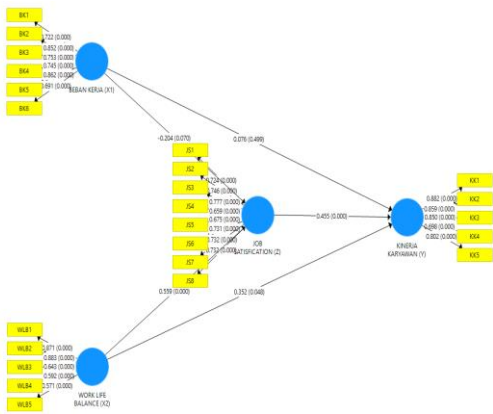 BK1
BK2
BK3
BK4
BK5
BK6
0.722 (0.000)
0.852 (0.000)
0.753 (0.000)
0.745 (0.000)
0.862 (0.000)
0.691 (0.000)
BEBAN KERJA (X1)
-0.204 (0.070)
0.076 (0.499)
JS1
JS2
JS3
JS4
JS5
JS6
JS7
JS8
0.724 (0.000)
0.746 (0.000)
0.777 (0.000)
0.659 (0.000)
0.675 (0.000)
0.731 (0.000)
0.732 (0.000)
0.732 (0.000)
JOB
SATISFICATION (Z)
0.455 (0.000)
KK1
KK2
KK3
KK4
KK5
0.882 (0.000)
0.859 (0.000)
0.850 (0.000)
0.698 (0.000)
0.802 (0.000)
KINERJA
KARYAWAN (Y)
0.559 (0.000)
0.352 (0.048)
WLB1
WLB2
WLB3
WLB4
WLB5
0.871 (0.000)
0.883 (0.000)
0.643 (0.000)
0.592 (0.000)
0.571 (0.000)
WORK LIFE
BALANCE (X2)